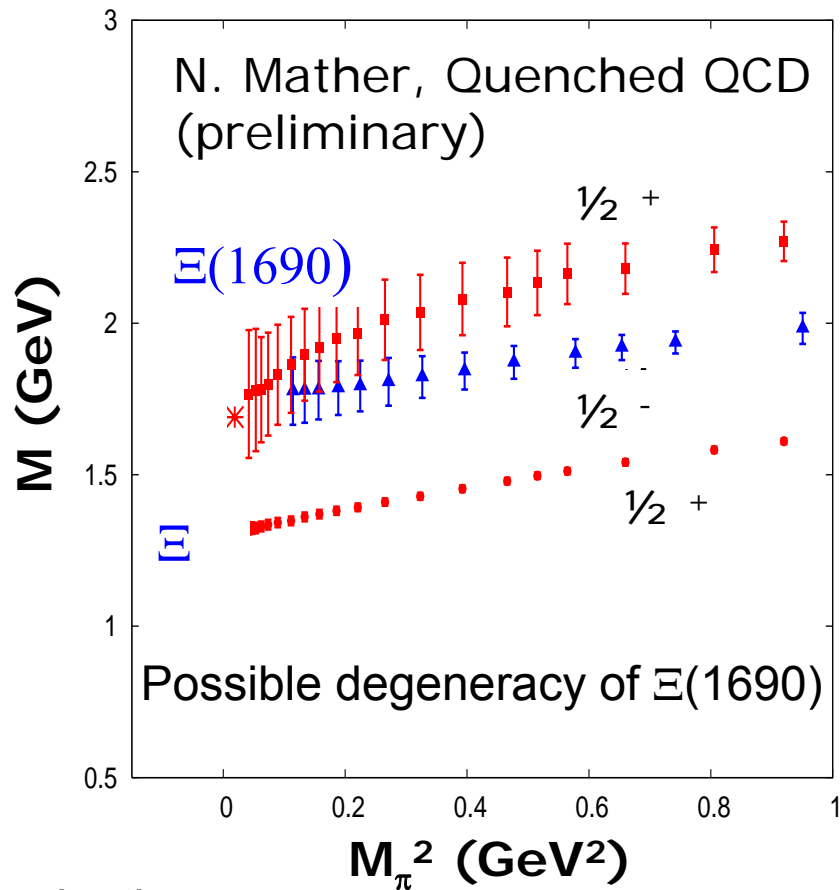 3
N. Mather, Quenched QCD
(preliminary)
2.5
½ +
Ξ(1690)
2
½ -
1.5
½ +
Ξ
1
Possible degeneracy of Ξ(1690)
0.5
0 0.2 0.4 0.6 0.8 1
M (GeV)
Mπ² (GeV²)